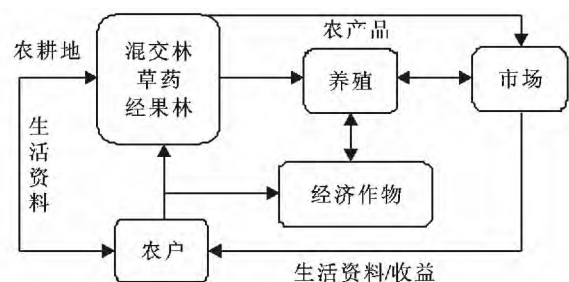 农产品
农耕地
混交林
草药
经果林
养殖
市场
生活资料
经济作物
农户
生活资料/收益